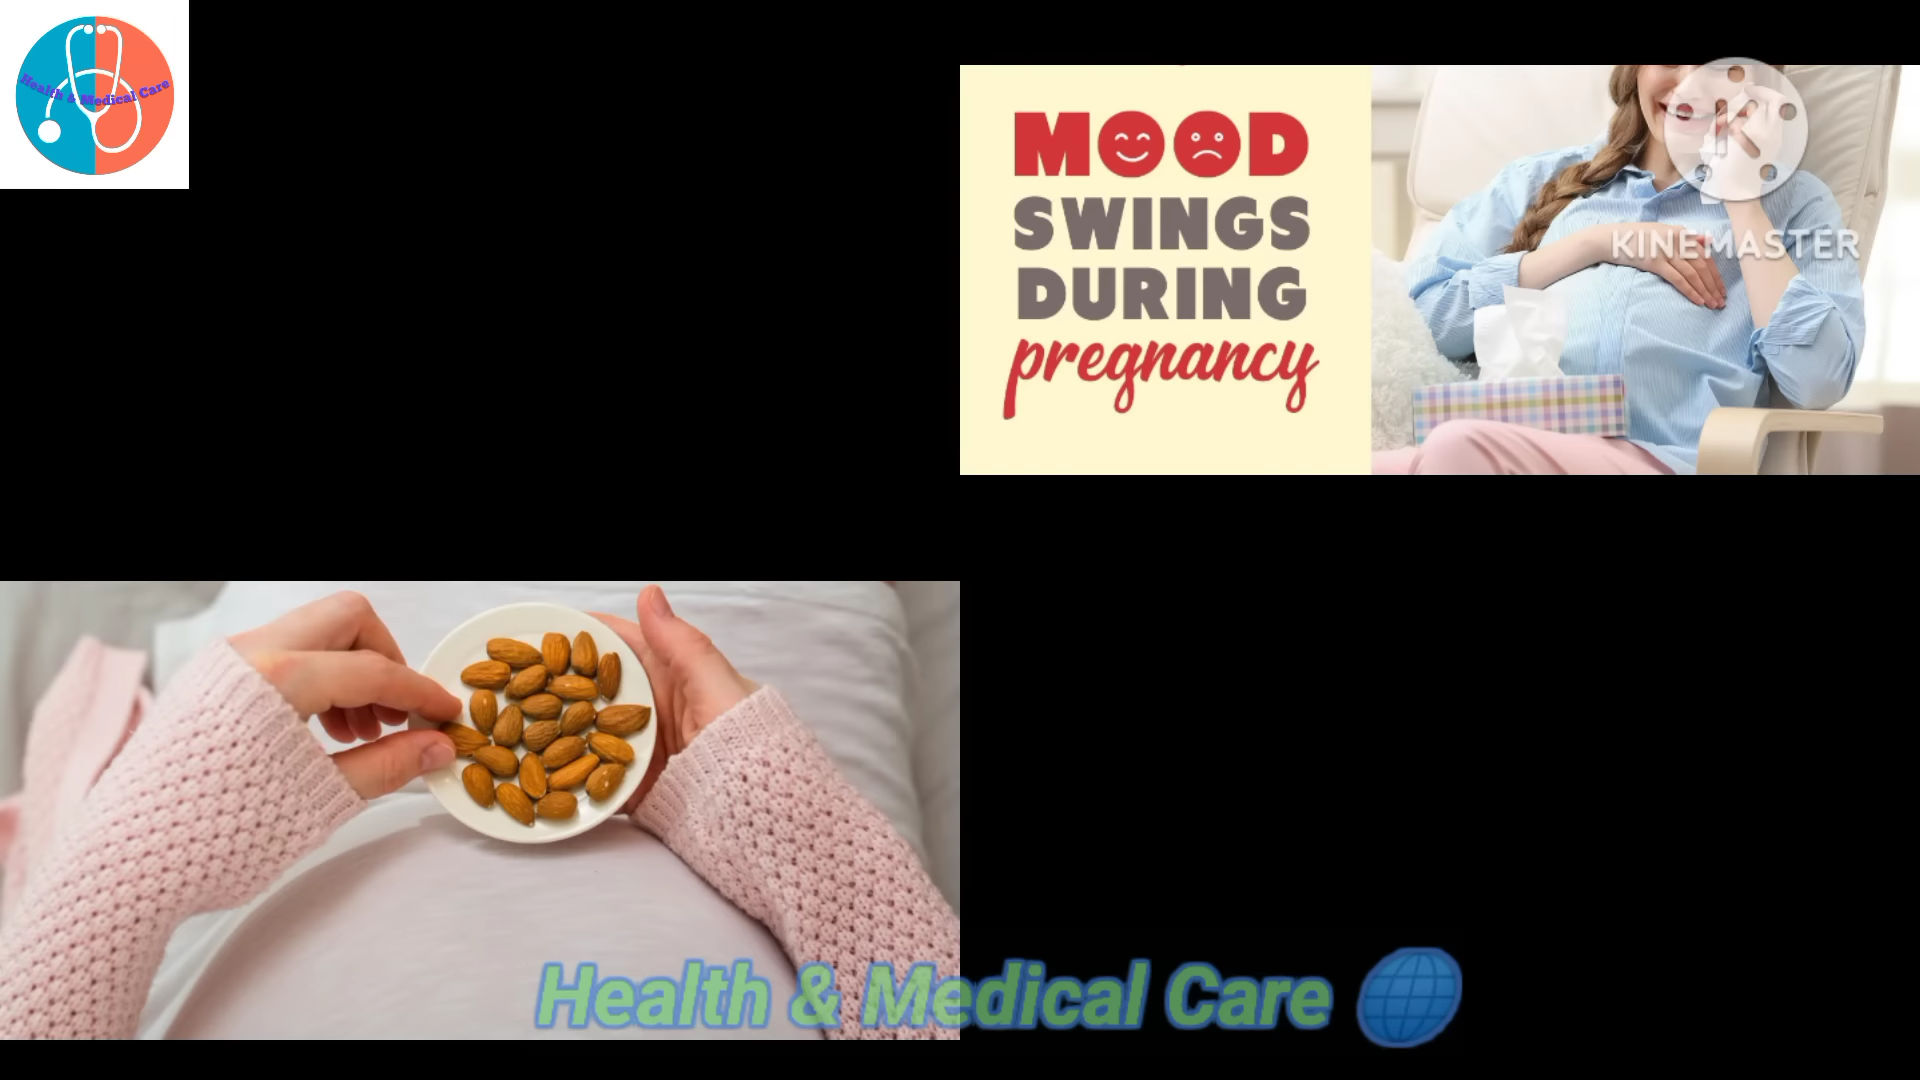 Health & Medical Care
MOOD
SWINGS
DURING
pregnancy
KINEMASTER
Health & Medical Care